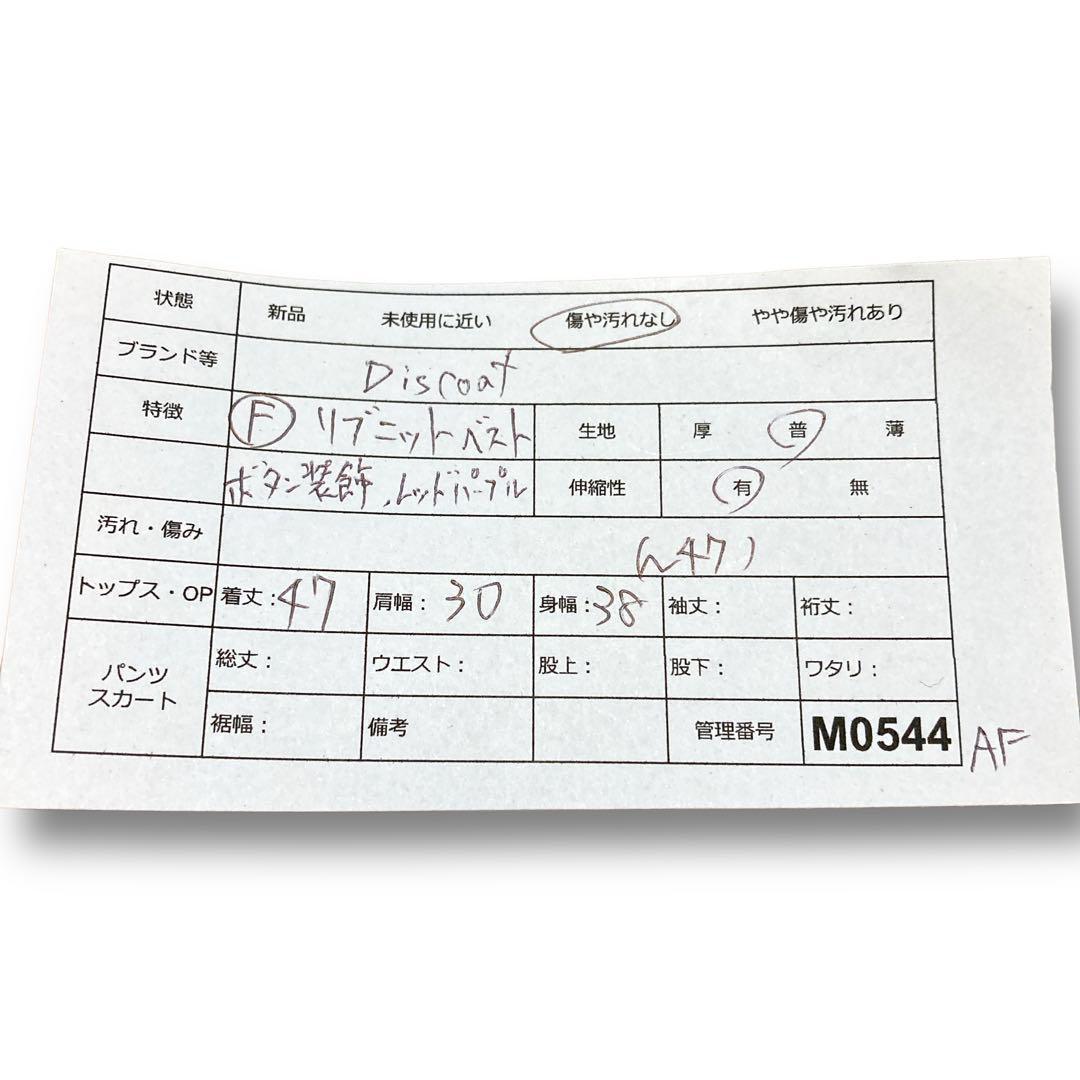 状態 新品 未使用に近い 傷や汚れなし やや傷や汚れあり
ブランド等 Discoat
特徴 F リブニットベスト 生地 厚 普 薄
ボタン装飾、レッドパープル 伸縮性 有 無
汚れ・傷み 47)
トップス・OP 着丈：47 肩幅：30 身幅：38 袖丈： 裄丈：
パンツ スカート 総丈： ウエスト： 股上： 股下： ワタリ：
裾幅： 備考 管理番号 M0544 AF